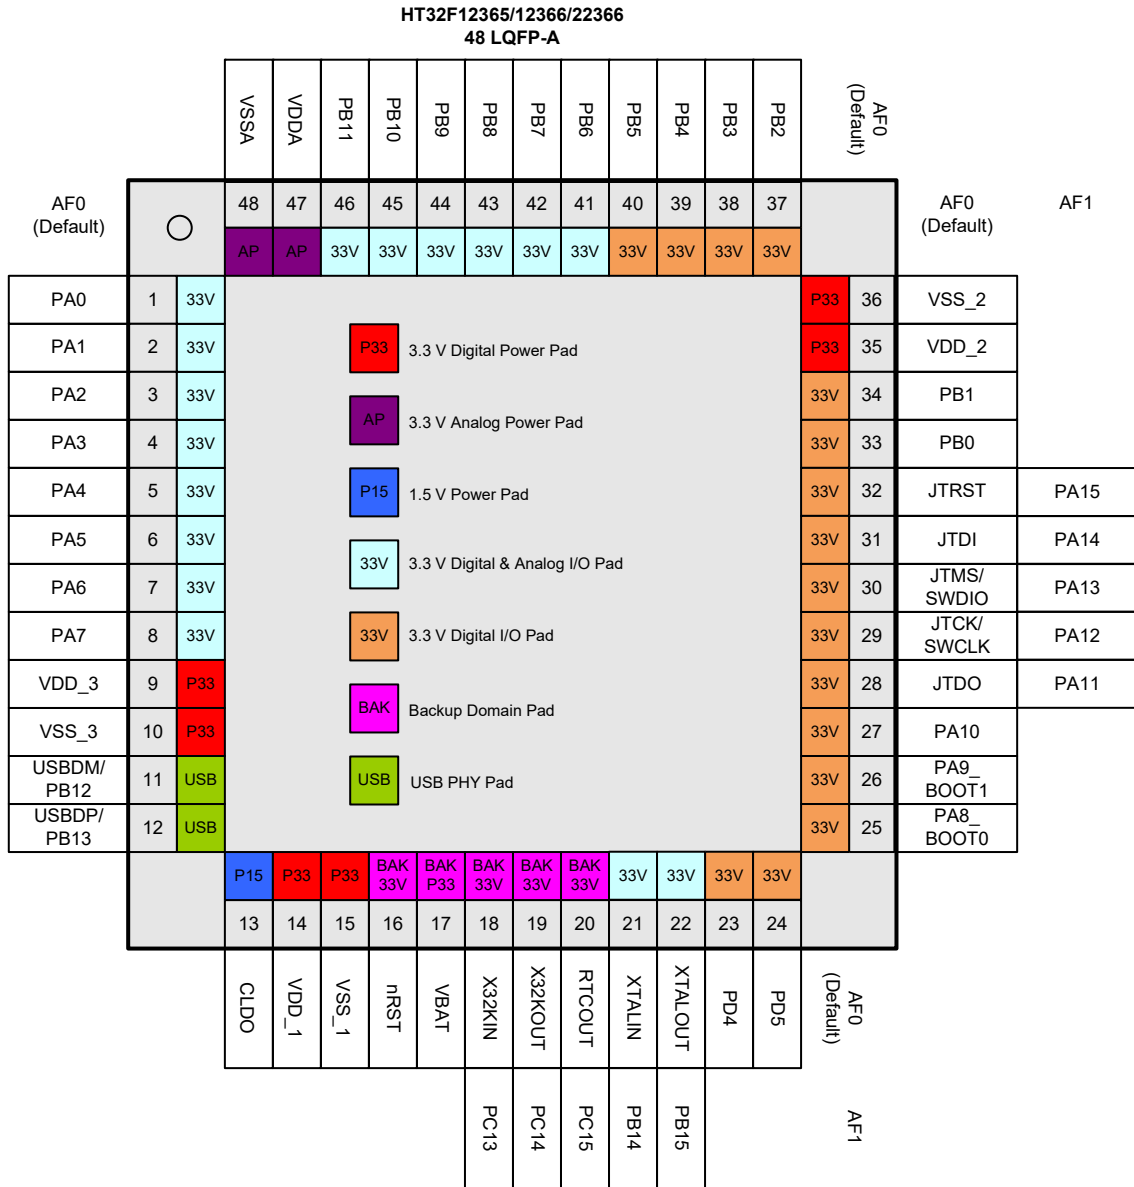 HT32F12365/12366/22366
48 LQFP-A
VSSA VDDA PB11 PB10 PB9 PB8 PB7 PB6 PB5 PB4 PB3 PB2
AF0
(Default)
AF0
(Default)
48 47 46 45 44 43 42 41 40 39 38 37
AF0
(Default)
AF1
AP AP 33V 33V 33V 33V 33V 33V 33V 33V 33V 33V
PA0 1 33V
P33 36 VSS_2
PA1 2 33V
P33 3.3 V Digital Power Pad
P33 35 VDD_2
PA2 3 33V
33V 34 PB1
AP 3.3 V Analog Power Pad
PA3 4 33V
33V 33 PB0
PA4 5 33V
P15 1.5 V Power Pad
33V 32 JTRST PA15
PA5 6 33V
33V 31 JTDI PA14
33V 3.3 V Digital & Analog I/O Pad
PA6 7 33V
33V 30 JTMS/
SWDIO
PA13
PA7 8 33V
33V 3.3 V Digital I/O Pad
33V 29 JTCK/
SWCLK
PA12
VDD_3 9 P33
33V 28 JTDO PA11
BAK Backup Domain Pad
VSS_3 10 P33
33V 27 PA10
USBDM/
PB12
11 USB
USB USB PHY Pad
33V 26 PA9_
BOOT1
USBDP/
PB13
12 USB
33V 25 PA8_
BOOT0
P15 P33 P33 BAK
33V
BAK
P33
BAK
33V
BAK
33V
BAK
33V
33V 33V 33V 33V
13 14 15 16 17 18 19 20 21 22 23 24
CLDO VDD_1 VSS_1 nRST VBAT X32KIN X32KOUT RTCOUT XTALIN XTALOUT PD4 PD5
AF0
(Default)
PC13 PC14 PC15 PB14 PB15
AF1